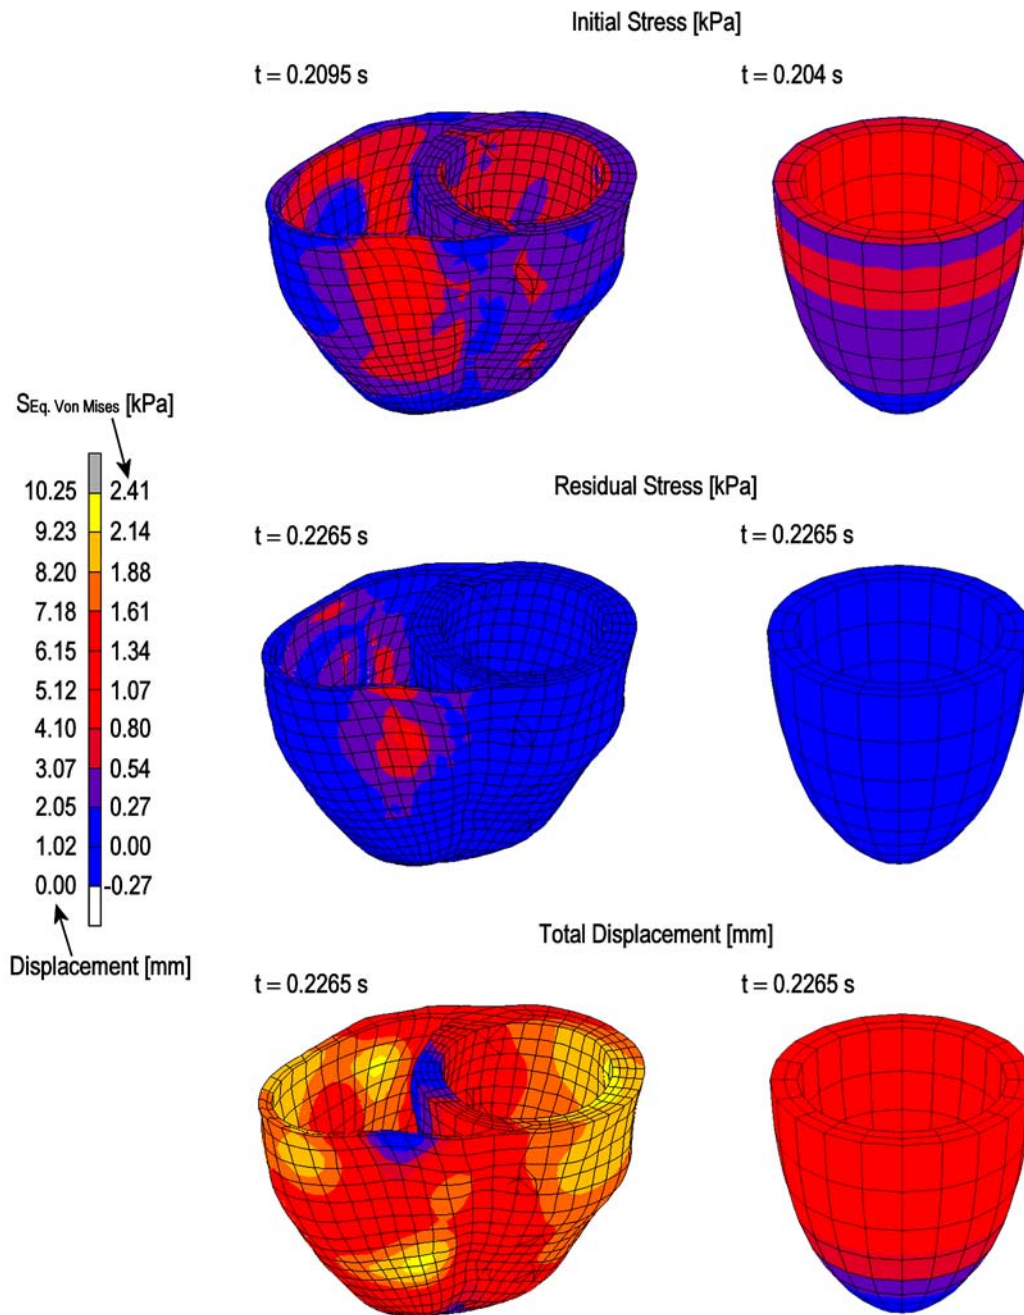 Initial Stress [kPa]
t = 0.2095 s
t = 0.204 s
SEq. Von Mises [kPa]
10.25 2.41
9.23 2.14
8.20 1.88
7.18 1.61
6.15 1.34
5.12 1.07
4.10 0.80
3.07 0.54
2.05 0.27
1.02 0.00
0.00 -0.27
Displacement [mm]
Residual Stress [kPa]
t = 0.2265 s
t = 0.2265 s
Total Displacement [mm]
t = 0.2265 s
t = 0.2265 s